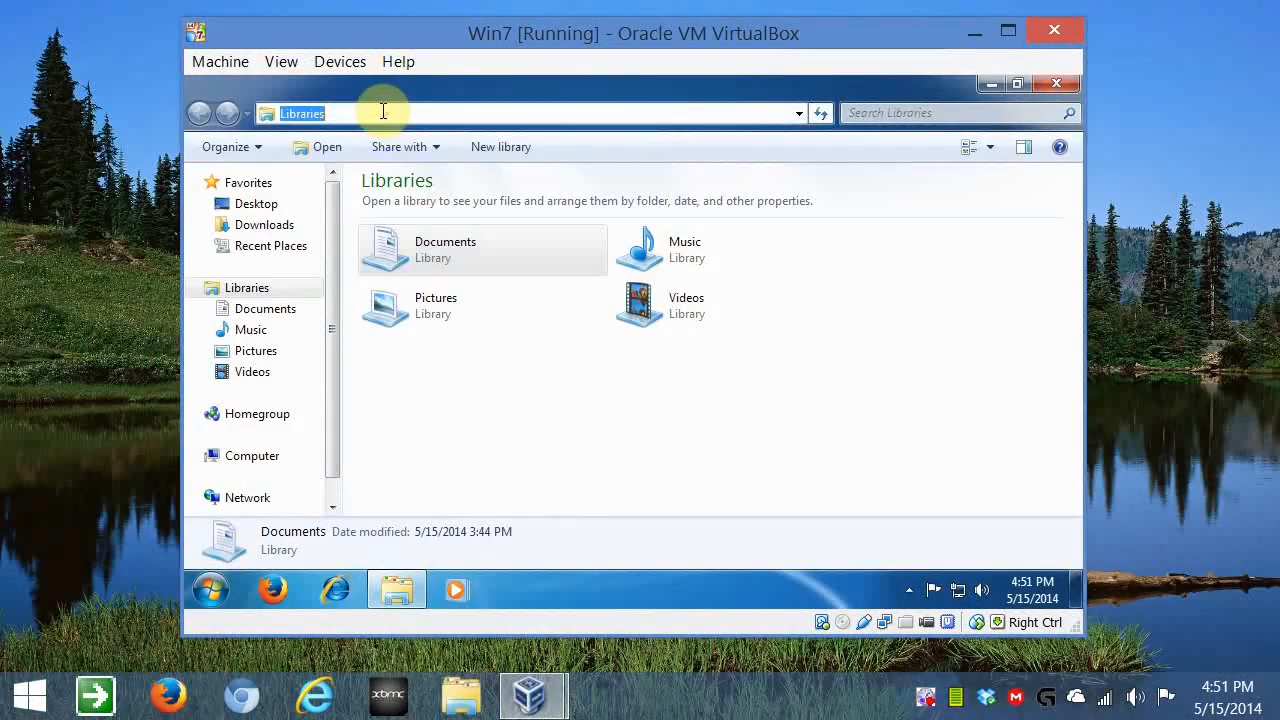 Win7 [Running] - Oracle VM VirtualBox
Machine View Devices Help
Libraries
Search Libraries
Organize Open Share with New library
Favorites
Desktop
Downloads
Recent Places
Libraries
Documents
Music
Pictures
Videos
Homegroup
Computer
Network
Libraries
Open a library to see your files and arrange them by folder, date, and other properties.
Documents
Library
Music
Library
Pictures
Library
Videos
Library
Documents Date modified: 5/15/2014 3:44 PM
Library
4:51 PM
5/15/2014
Right Ctrl
xbmc
4:51 PM
5/15/2014